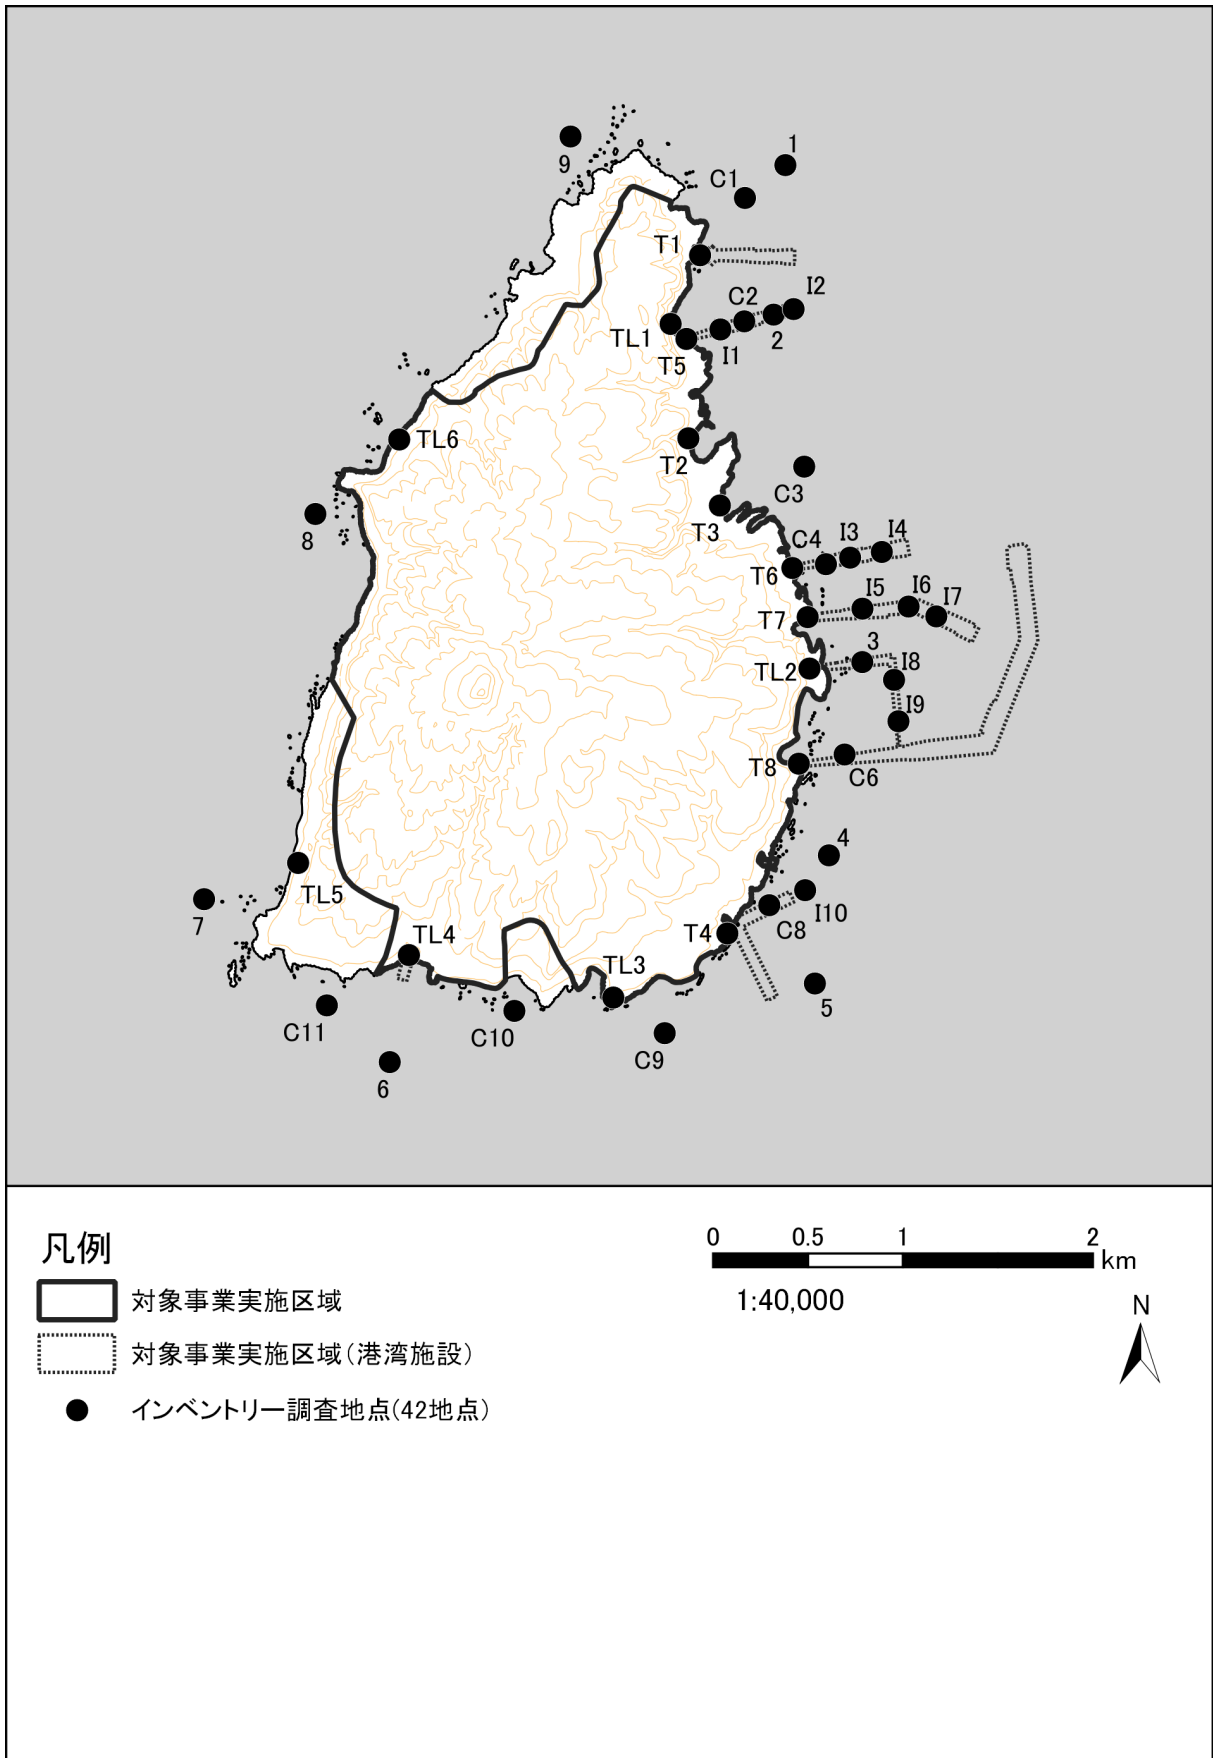 9
1
C1
T1
I2
C2
2
TL1
I1
T5
TL6
T2
C3
8
T3
C4
I3
I4
T6
I5
I6
I7
T7
3
TL2
I8
I9
T8
C6
4
TL5
7
I10
C8
T4
TL4
TL3
5
C11
C10
C9
6
凡例
対象事業実施区域
対象事業実施区域(港湾施設)
インベントリー調査地点(42地点)
0 0.5 1 2
km
1:40,000
N